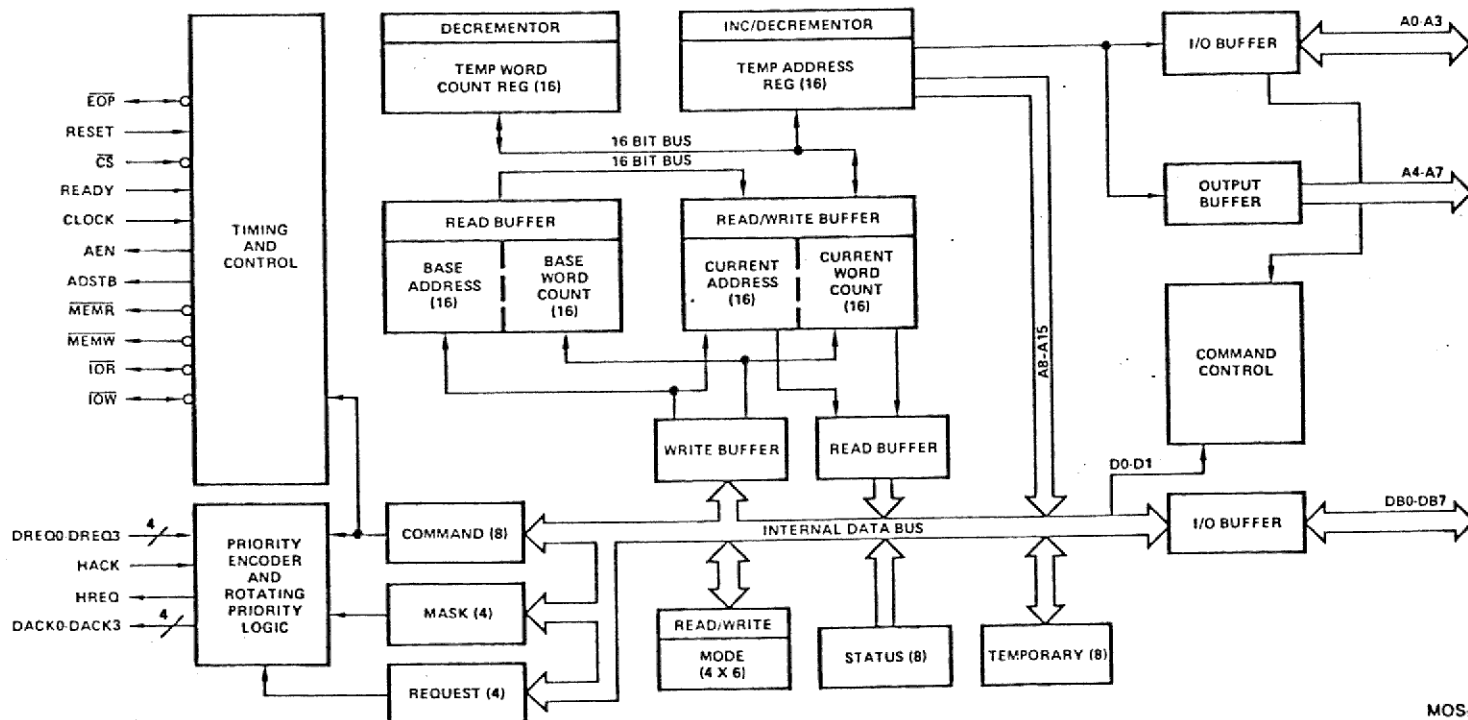 DECREMENTOR
TEMP WORD
COUNT REG (16)
INC/DECREMENTOR
TEMP ADDRESS
REG (16)
I/O BUFFER
A0-A3
EOP
RESET
CS
READY
CLOCK
AEN
ADSTB
MEMR
MEMW
IOR
IOW
TIMING
AND
CONTROL
16 BIT BUS
16 BIT BUS
READ BUFFER
BASE
ADDRESS
(16)
BASE
WORD
COUNT
(16)
READ/WRITE BUFFER
CURRENT
ADDRESS
(16)
CURRENT
WORD
COUNT
(16)
A8-A15
OUTPUT
BUFFER
A4-A7
COMMAND
CONTROL
WRITE BUFFER
READ BUFFER
D0-D1
INTERNAL DATA BUS
I/O BUFFER
DB0-DB7
DREQ0-DREQ3
4
HACK
HREQ
DACK0-DACK3
4
PRIORITY
ENCODER
AND
ROTATING
PRIORITY
LOGIC
COMMAND (8)
MASK (4)
REQUEST (4)
READ/WRITE
MODE
(4 X 6)
STATUS (8)
TEMPORARY (8)
MOS-